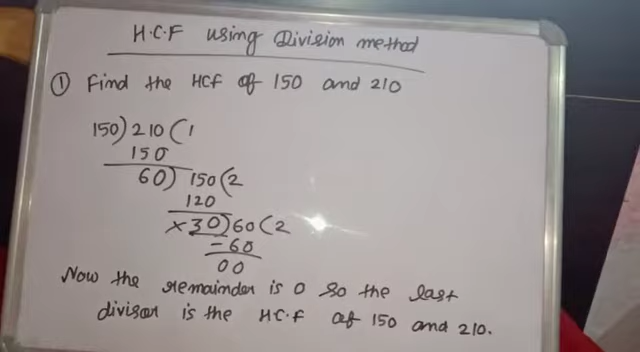 H.C.F using Division method
① Find the HCF of 150 and 210
150)210(1
150
60)150(2
120
×30)60(2
-60
00
Now the remainder is 0 so the last
divisor is the H.C.F of 150 and 210.